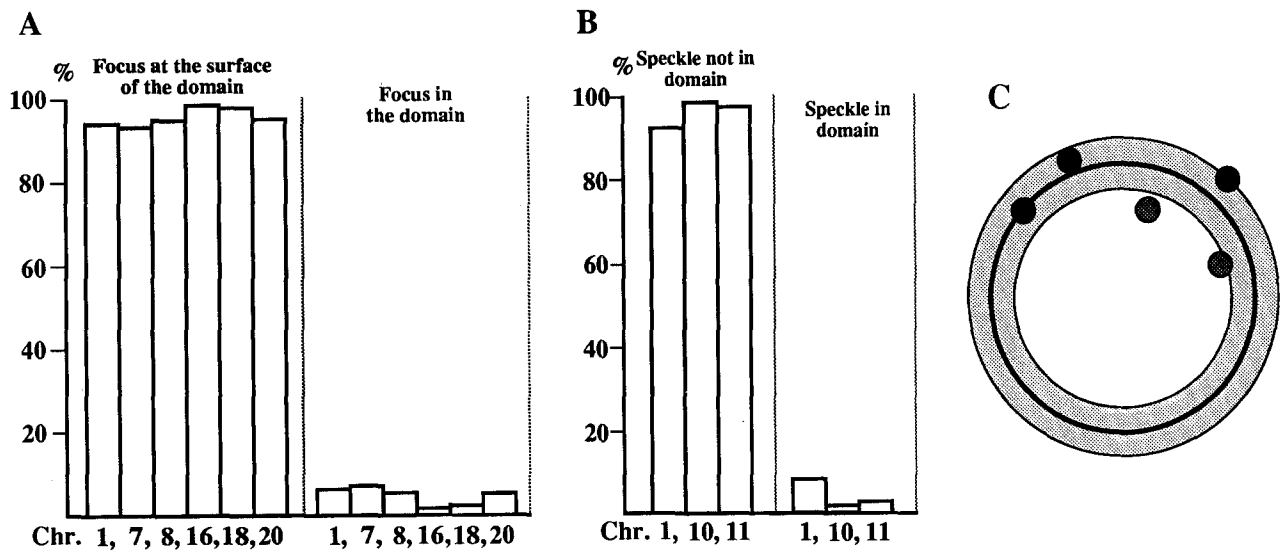 A
%
Focus at the surface
of the domain
Focus in
the domain
100
80
60
40
20
Chr. 1, 7, 8, 16, 18, 20
1, 7, 8, 16, 18, 20
B
%
Speckle not in
domain
Speckle in
domain
100
80
60
40
20
Chr. 1, 10, 11
1, 10, 11
C